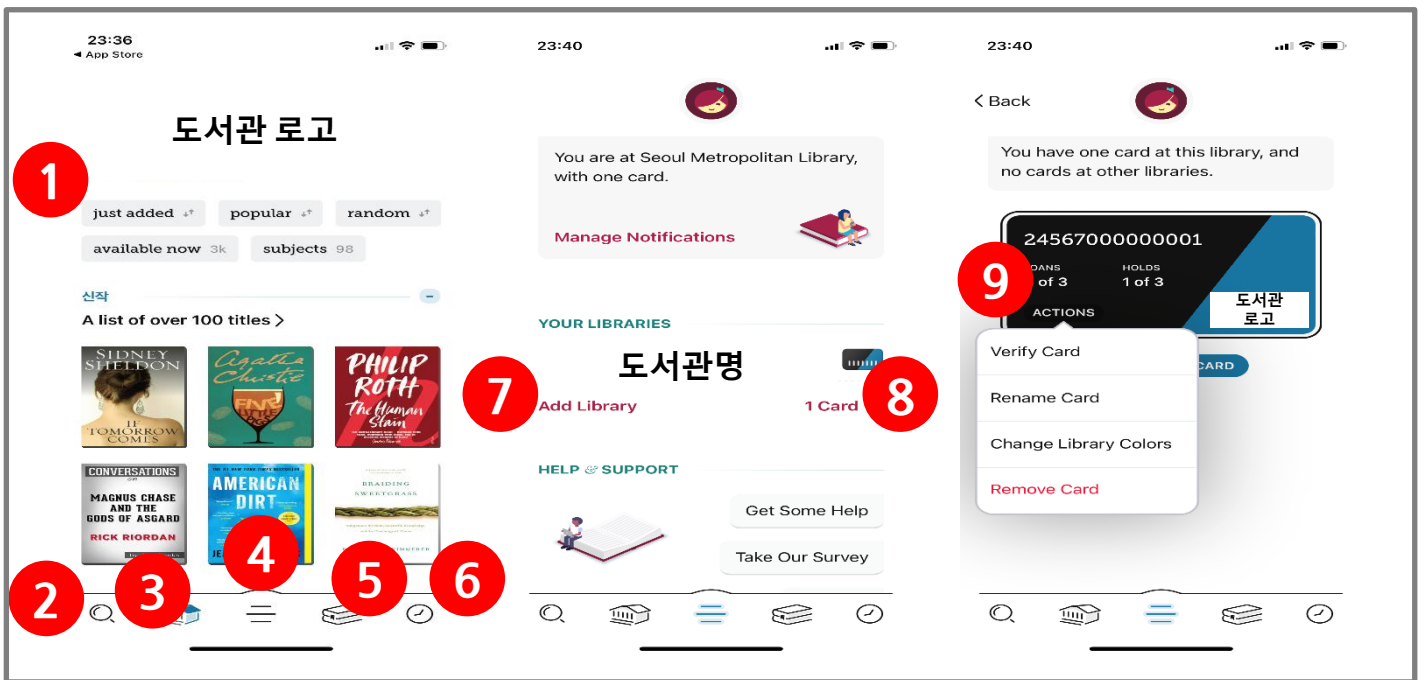 23:36
◀ App Store
도서관 로고
1
just added
popular
random
available now 3k
subjects 98
신작
A list of over 100 titles >
SIDNEY
SHELDON
IF
TOMORROW
COMES
Agatha
Christie
FIVE
LITTLE
PIGS
PHILIP
ROTH
The Human
Stain
CONVERSATIONS
MAGNUS CHASE
AND THE
GODS OF ASGARD
RICK RIORDAN
AMERICAN
DIRT
BRAIDING
SWEETGRASS
2
3
4
5
6
23:40
You are at Seoul Metropolitan Library,
with one card.
Manage Notifications
YOUR LIBRARIES
도서관명
7
Add Library
1 Card
8
HELP & SUPPORT
Get Some Help
Take Our Survey
23:40
< Back
You have one card at this library, and
no cards at other libraries.
24567000000001
9
HOLDS
of 3
1 of 3
ACTIONS
도서관
로고
CARD
Verify Card
Rename Card
Change Library Colors
Remove Card